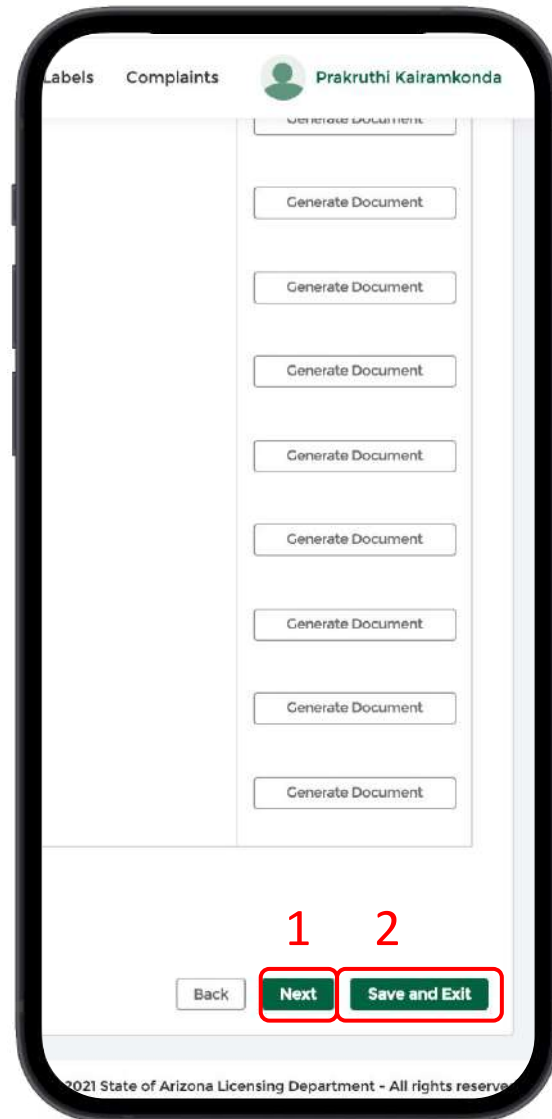 Labels Complaints Prakruthi Kairamkonda
Generate Document
Generate Document
Generate Document
Generate Document
Generate Document
Generate Document
Generate Document
Generate Document
Generate Document
1 2
Back Next Save and Exit
2021 State of Arizona Licensing Department - All rights reserve